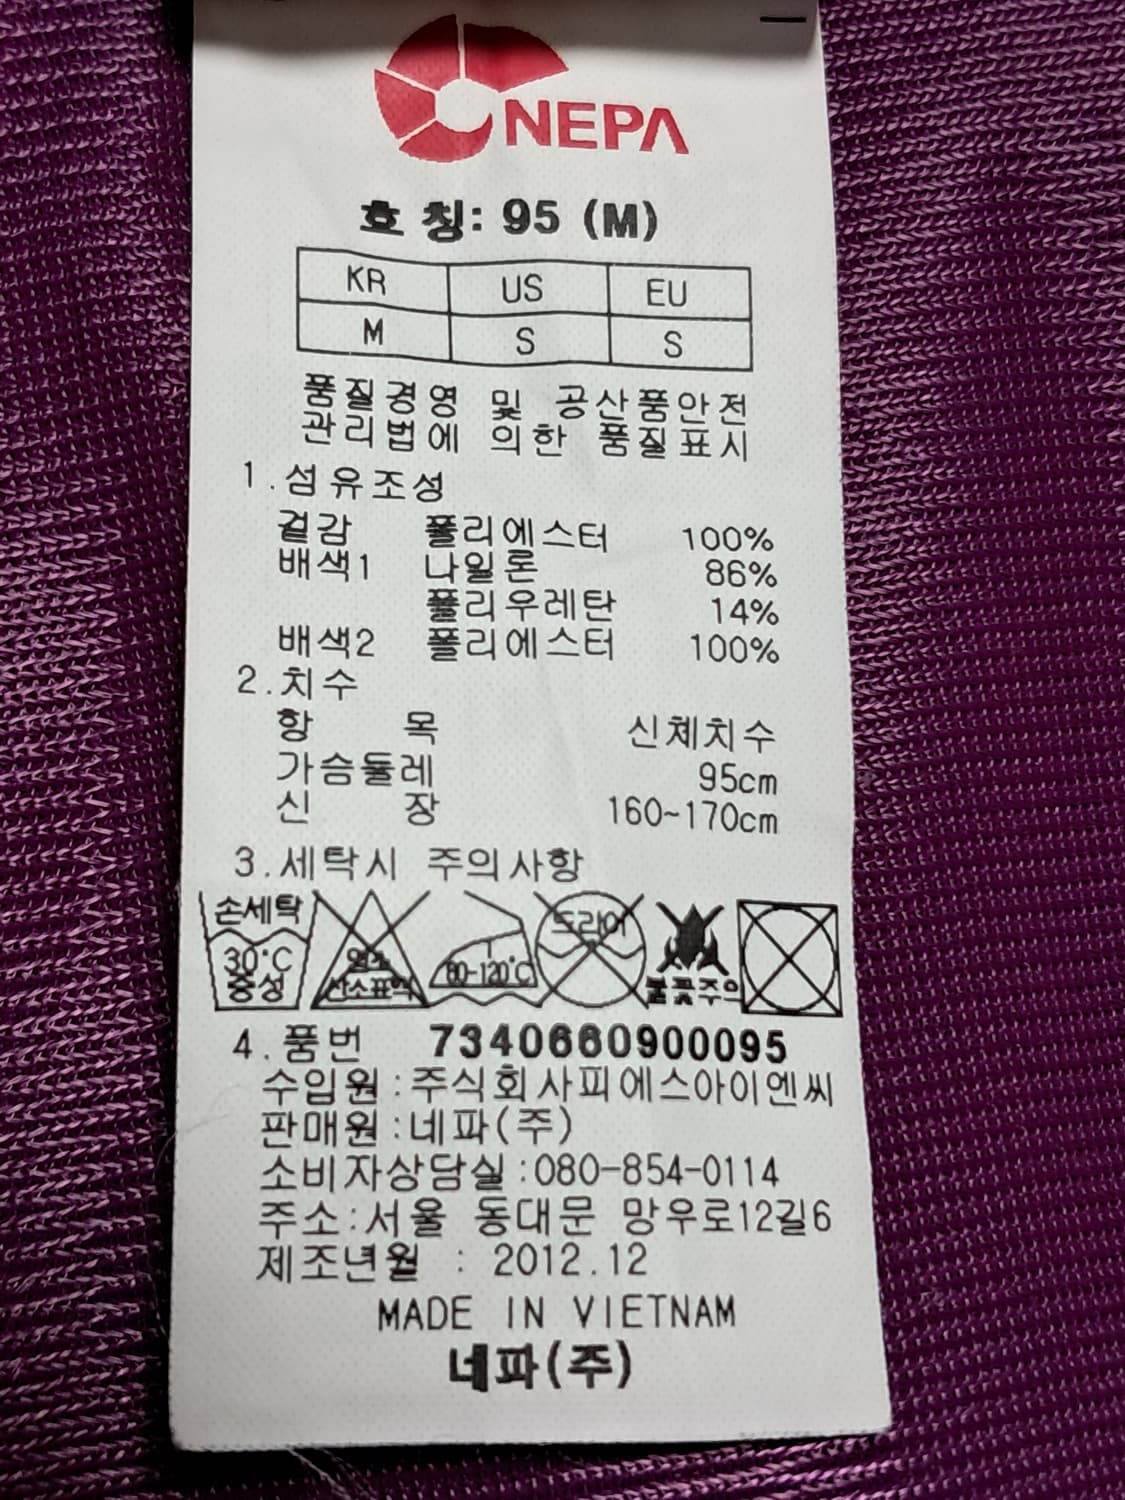 NEPA
호 칭: 95 (M)
KR US EU
M S S
품질경영 및 공산품안전
관리법에 의한 품질표시
1.섬유조성
겉감 폴리에스터 100%
배색1 나일론 86%
폴리우레탄 14%
배색2 폴리에스터 100%
2.치수
항 목 신체치수
가슴둘레 95cm
신 장 160~170cm
3.세탁시 주의사항
손세탁 30°C 중성
염소 산소표백
80-120°C
드라이
불꽃주의
4.품번 7340660900095
수입원:주식회사피에스아이엔씨
판매원:네파(주)
소비자상담실:080-854-0114
주소:서울 동대문 망우로12길6
제조년월 : 2012.12
MADE IN VIETNAM
네파(주)